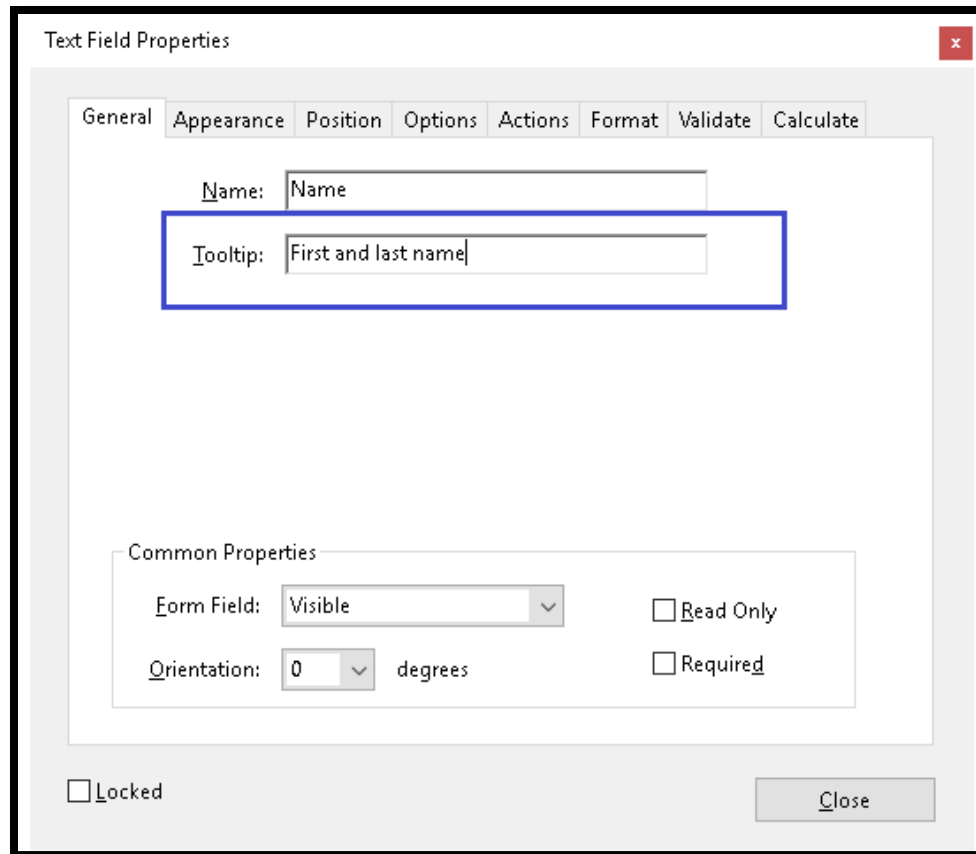 Text Field Properties
x
General Appearance Position Options Actions Format Validate Calculate
Name: Name
Tooltip: First and last name
Common Properties
Form Field: Visible
Read Only
Orientation: 0 degrees
Required
Locked
Close